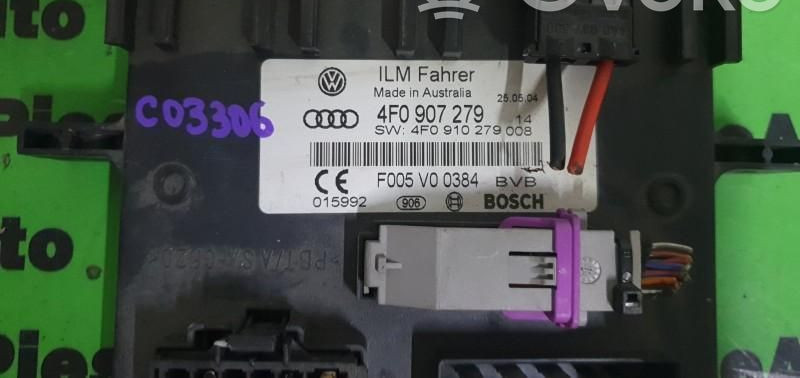 ILM Fahrer
Made in Australia
25.05.04
4F0 907 279
14
SW: 4F0 910 279 008
C03306
F005 V0 0384
BVB
CE
015992
906
BOSCH